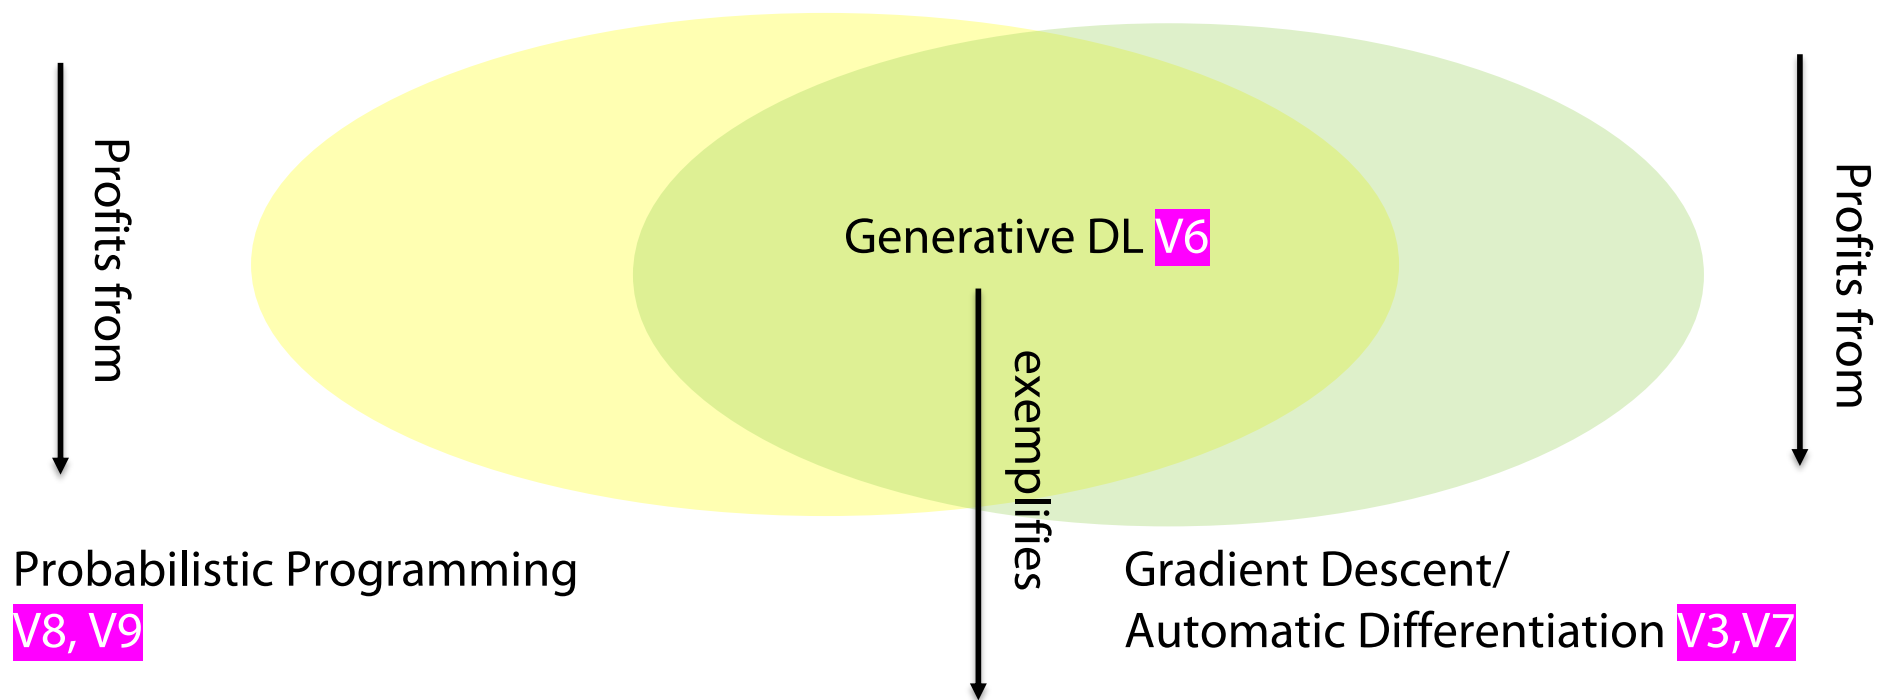 Profits from
Generative DL V6
Profits from
exemplifies
Probabilistic Programming
V8, V9
Gradient Descent/
Automatic Differentiation V3,V7